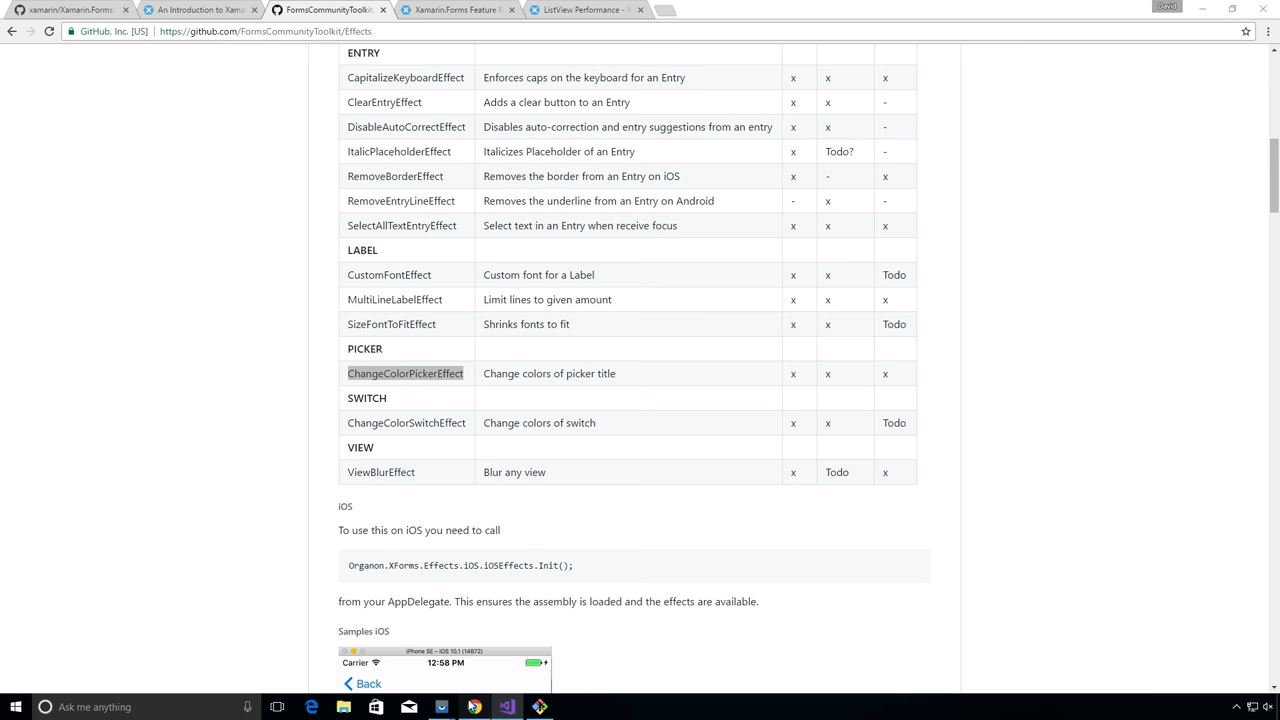 xamarin/Xamarin.Forms
An Introduction to Xama
FormsCommunityToolkit
Xamarin.Forms Feature
ListView Performance - X
David
GitHub, Inc. [US]
https://github.com/FormsCommunityToolkit/Effects
ENTRY
CapitalizeKeyboardEffect Enforces caps on the keyboard for an Entry x x x
ClearEntryEffect Adds a clear button to an Entry x x -
DisableAutoCorrectEffect Disables auto-correction and entry suggestions from an entry x x -
ItalicPlaceholderEffect Italicizes Placeholder of an Entry x Todo? -
RemoveBorderEffect Removes the border from an Entry on iOS x - x
RemoveEntryLineEffect Removes the underline from an Entry on Android - x -
SelectAllTextEntryEffect Select text in an Entry when receive focus x x x
LABEL
CustomFontEffect Custom font for a Label x x Todo
MultiLineLabelEffect Limit lines to given amount x x x
SizeFontToFitEffect Shrinks fonts to fit x x Todo
PICKER
ChangeColorPickerEffect Change colors of picker title x x x
SWITCH
ChangeColorSwitchEffect Change colors of switch x x Todo
VIEW
ViewBlurEffect Blur any view x Todo x
iOS
To use this on iOS you need to call
Organon.XForms.Effects.iOS.iOSEffects.Init();
from your AppDelegate. This ensures the assembly is loaded and the effects are available.
Samples iOS
iPhone SE – iOS 10.1 (14B72)
Carrier 12:58 PM
Back
Ask me anything